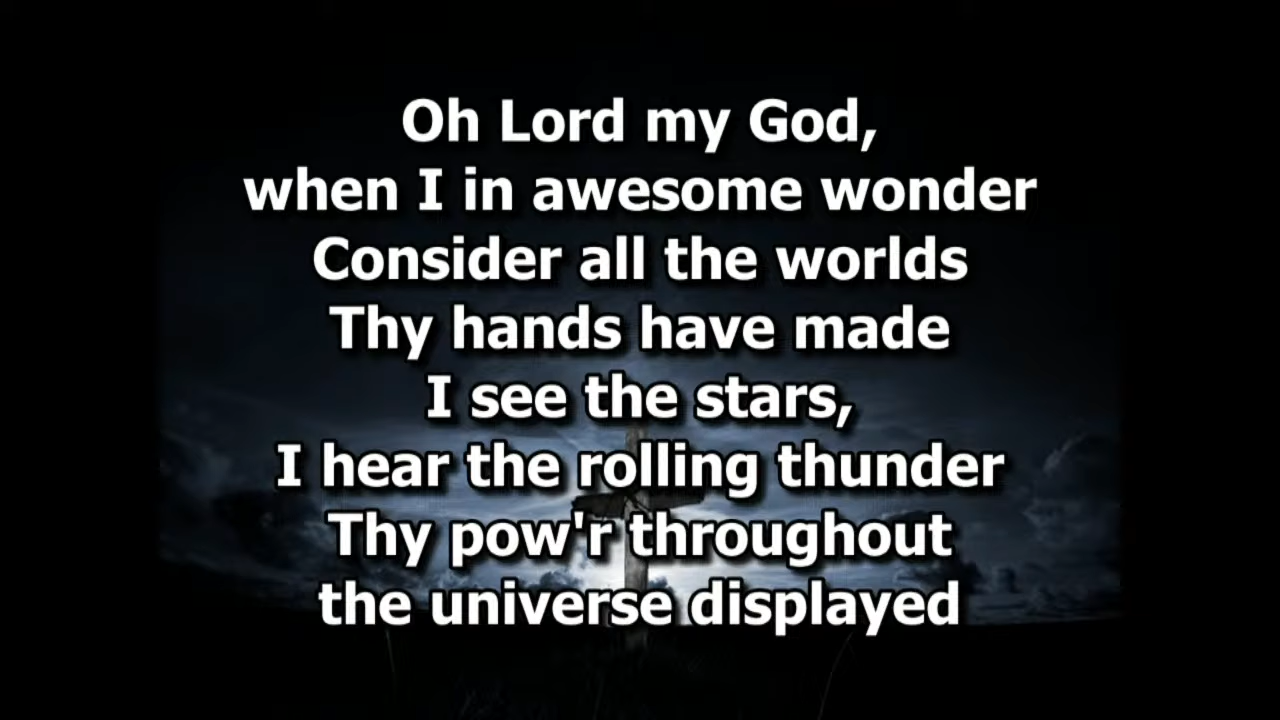 Oh Lord my God,
when I in awesome wonder
Consider all the worlds
Thy hands have made
I see the stars,
I hear the rolling thunder
Thy pow'r throughout
the universe displayed